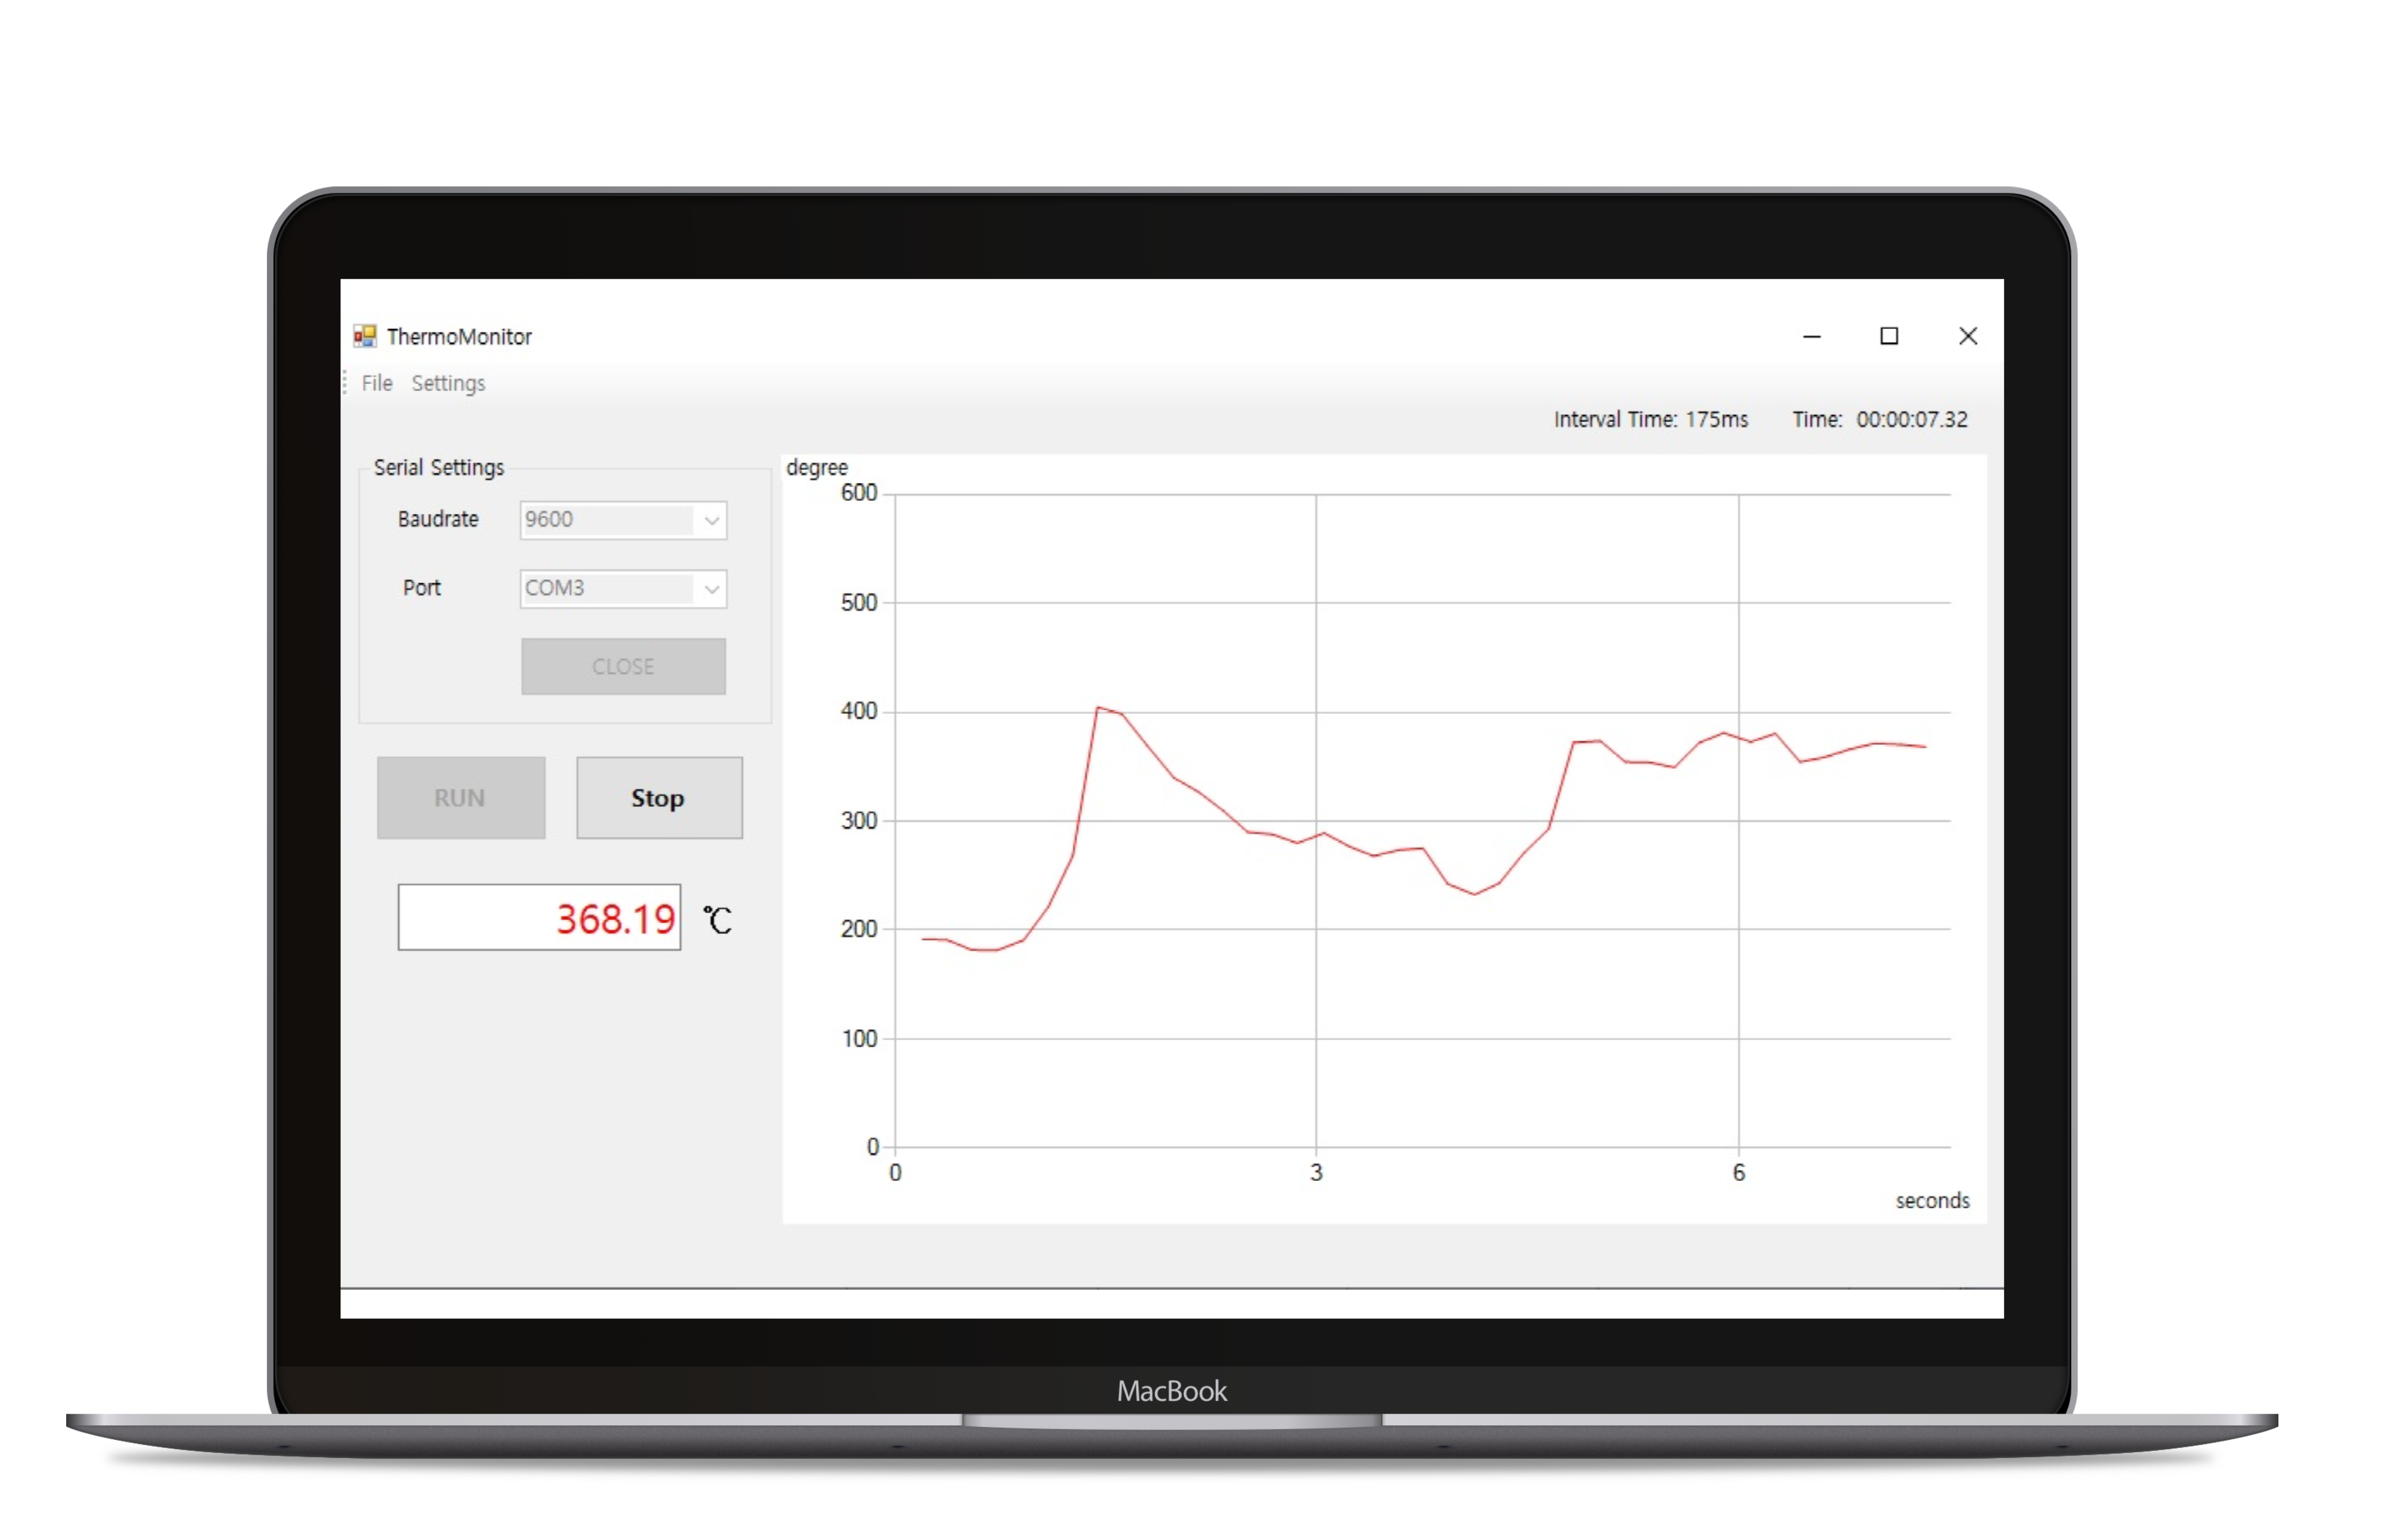 ThermoMonitor
File Settings
Interval Time: 175ms Time: 00:00:07.32
Serial Settings
Baudrate 9600
Port COM3
CLOSE
RUN Stop
368.19 ℃
degree
600
500
400
300
200
100
0
0 3 6
seconds
MacBook